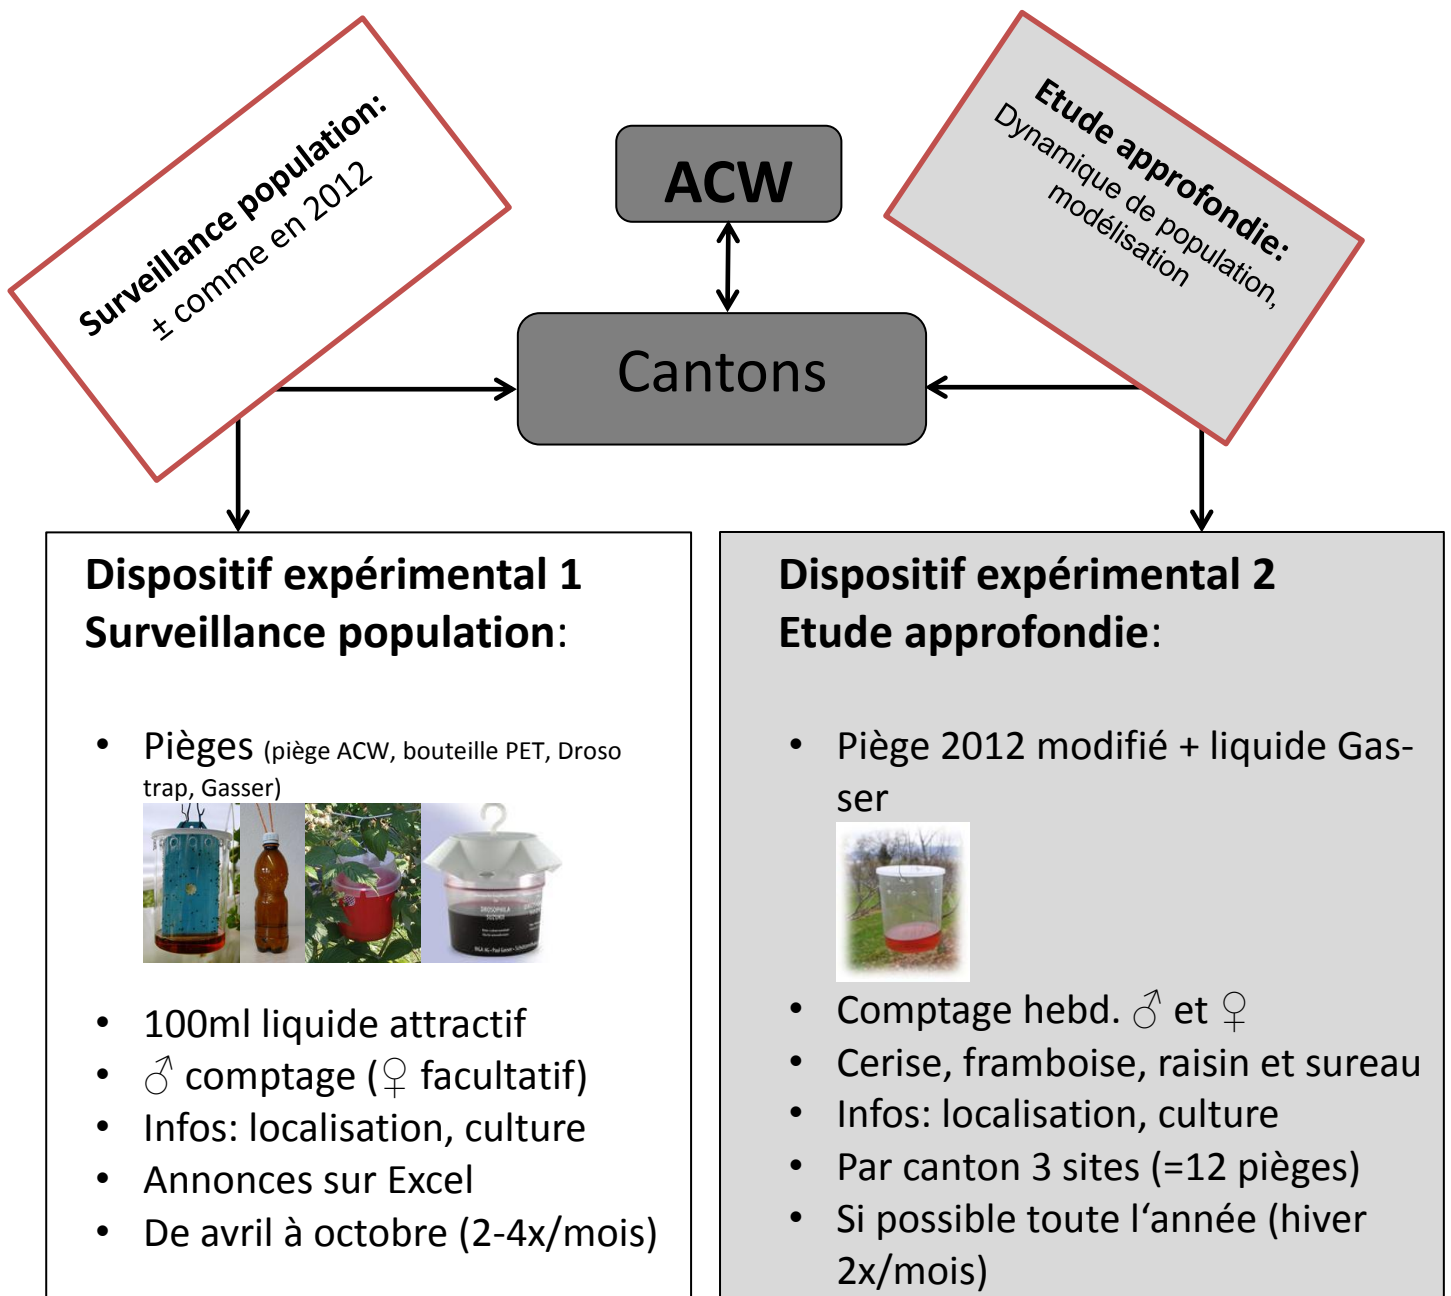 Surveillance population:
± comme en 2012
ACW
Etude approfondie:
Dynamique de population,
modélisation
Cantons
Dispositif expérimental 1
Surveillance population:
• Pièges (piège ACW, bouteille PET, Droso
trap, Gasser)
DROSOPHILA
SUZUKII
• 100ml liquide attractif
• ♂ comptage (♀ facultatif)
• Infos: localisation, culture
• Annonces sur Excel
• De avril à octobre (2-4x/mois)
Dispositif expérimental 2
Etude approfondie:
• Piège 2012 modifié + liquide Gas-
ser
• Comptage hebd. ♂ et ♀
• Cerise, framboise, raisin et sureau
• Infos: localisation, culture
• Par canton 3 sites (=12 pièges)
• Si possible toute l‘année (hiver
2x/mois)